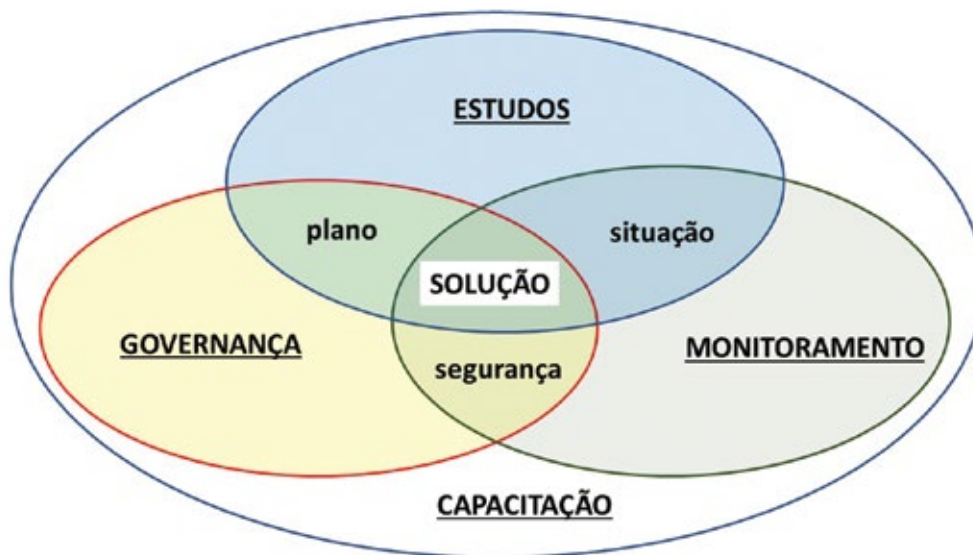 ESTUDOS
plano
situação
SOLUÇÃO
GOVERNANÇA
MONITORAMENTO
segurança
CAPACITAÇÃO